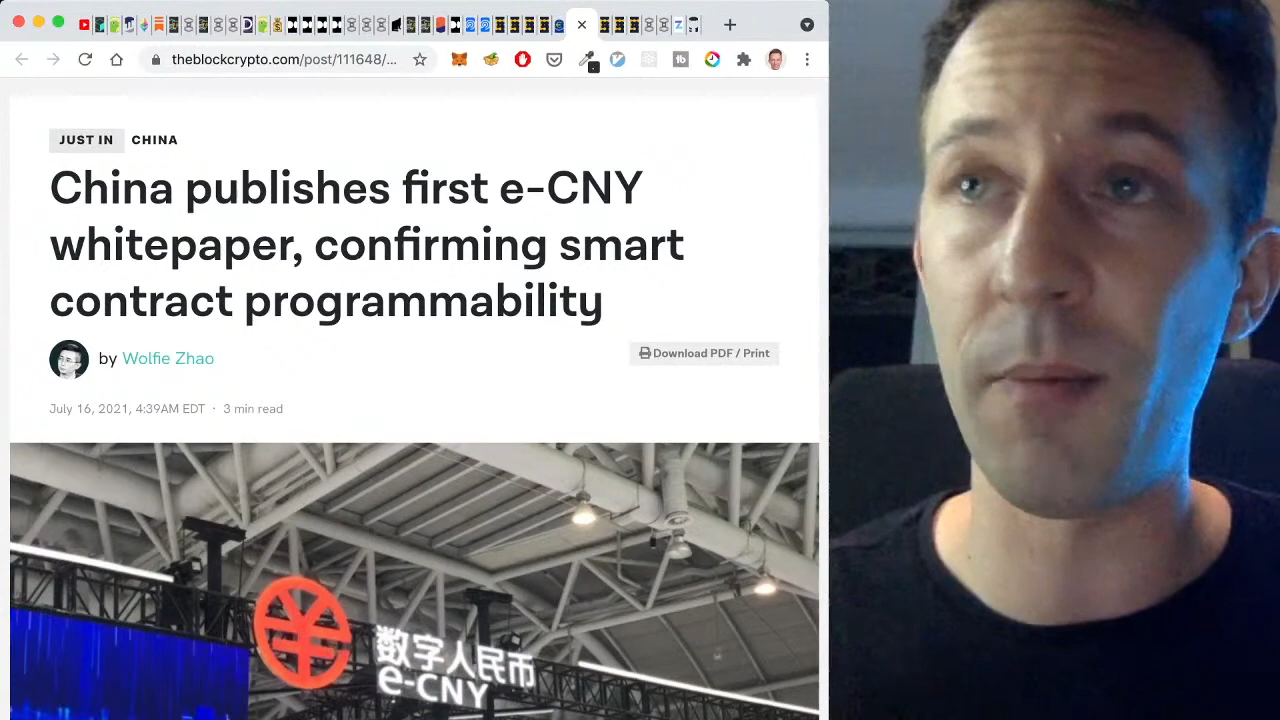 theblockcrypto.com/post/111648/...
JUST IN CHINA
China publishes first e-CNY
whitepaper, confirming smart
contract programmability
by Wolfie Zhao
Download PDF / Print
July 16, 2021, 4:39AM EDT · 3 min read
数字人民币
e-CNY